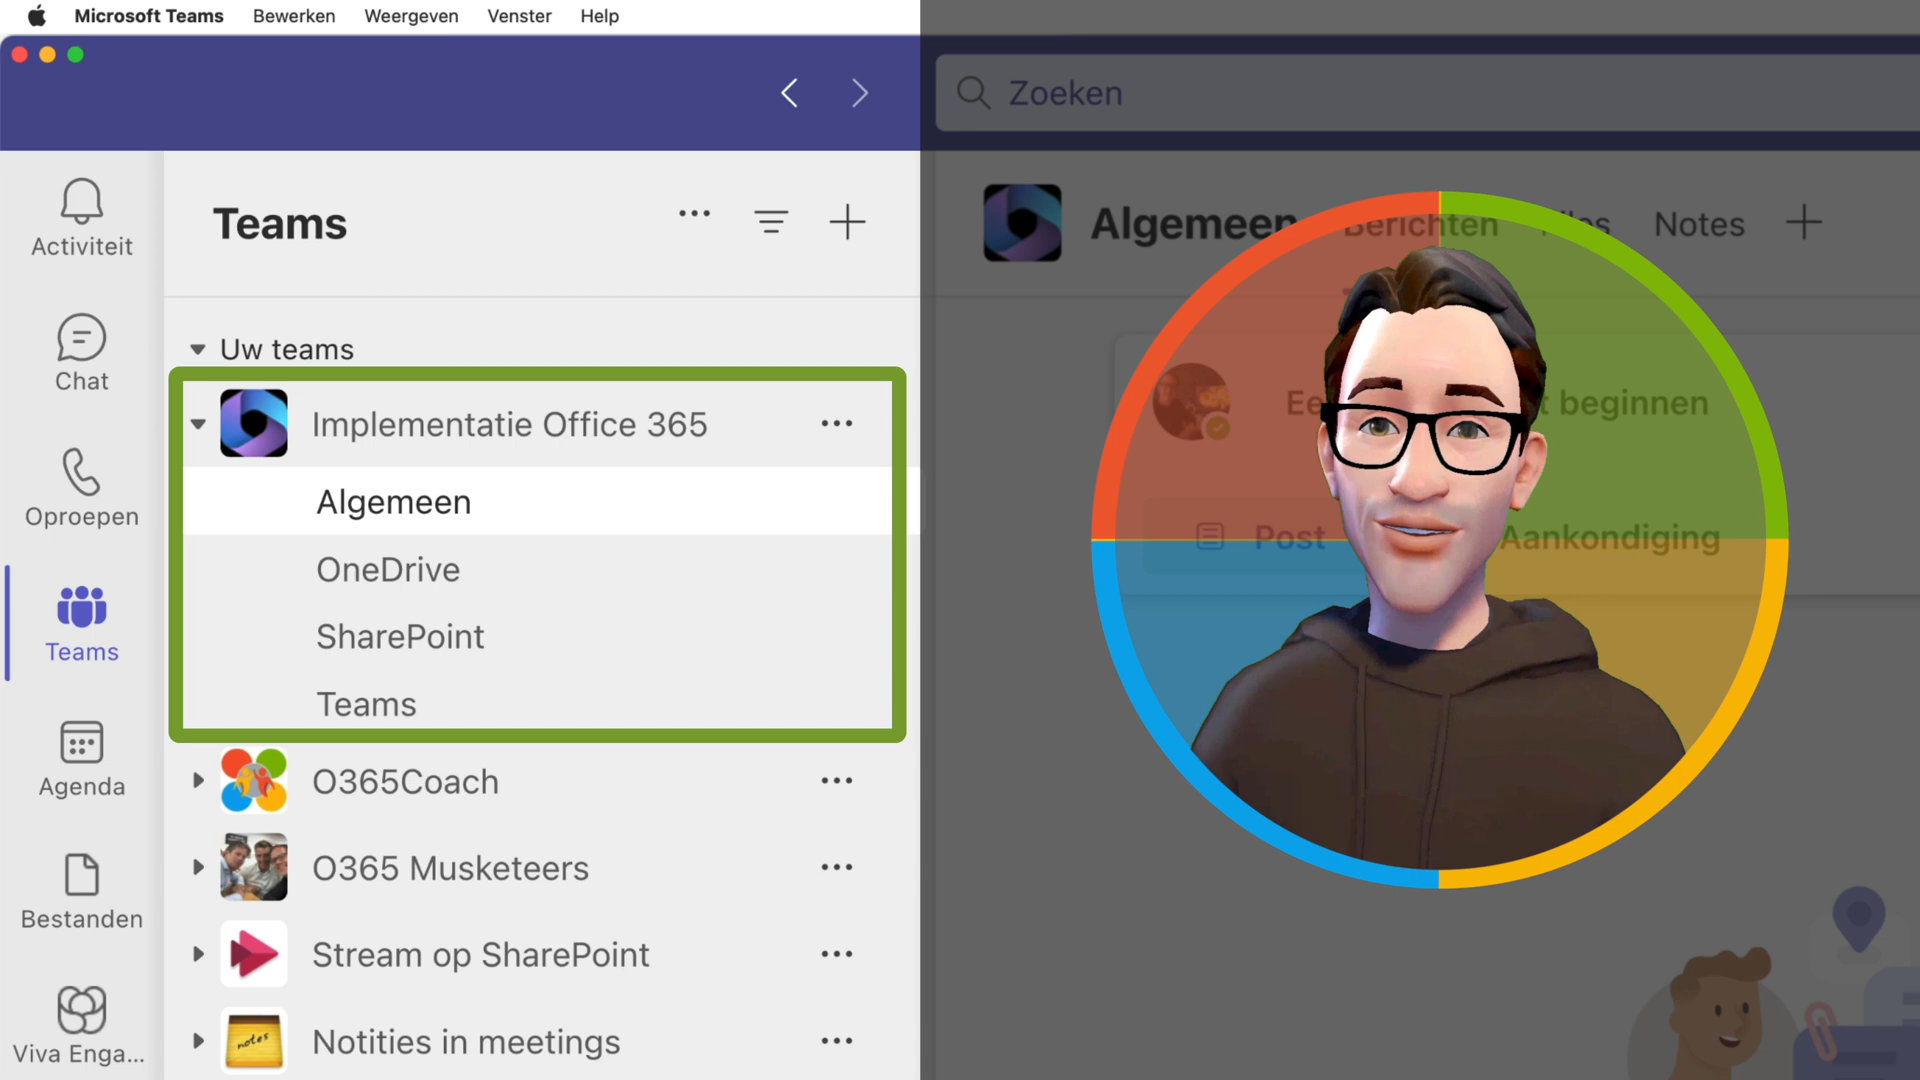 Microsoft Teams Bewerken Weergeven Venster Help
Zoeken
Activiteit
Chat
Oproepen
Teams
Agenda
Bestanden
Viva Enga...
Teams
Uw teams
Implementatie Office 365
Algemeen
OneDrive
SharePoint
Teams
O365Coach
O365 Musketeers
Stream op SharePoint
notes
Notities in meetings
Algemeen Berichten Notes
beginnen
Post Aankondiging